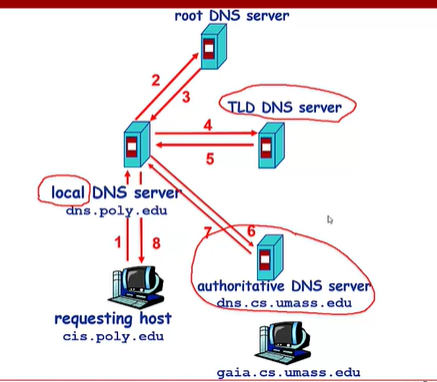 root DNS server
2
3
TLD DNS server
4
5
local DNS server
dns.poly.edu
1
8
7
6
authoritative DNS server
dns.cs.umass.edu
requesting host
cis.poly.edu
gaia.cs.umass.edu